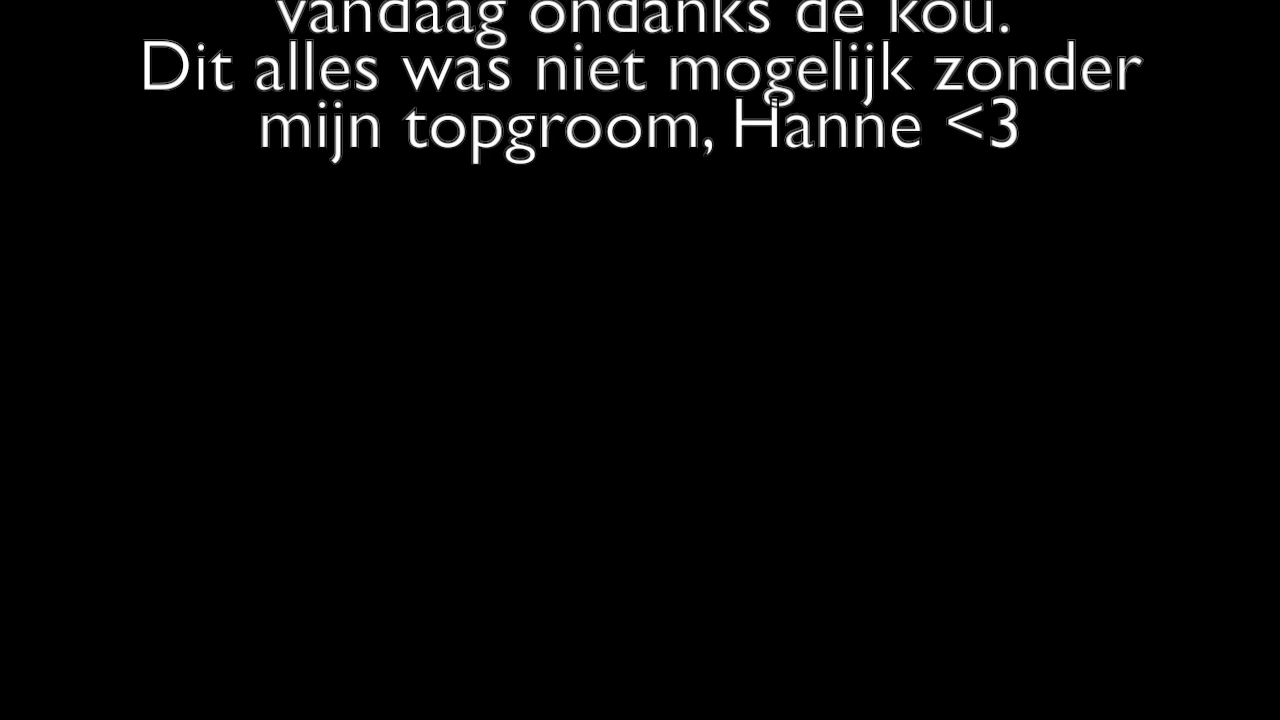 vandaag ondanks de kou.
Dit alles was niet mogelijk zonder
mijn topgroom, Hanne <3